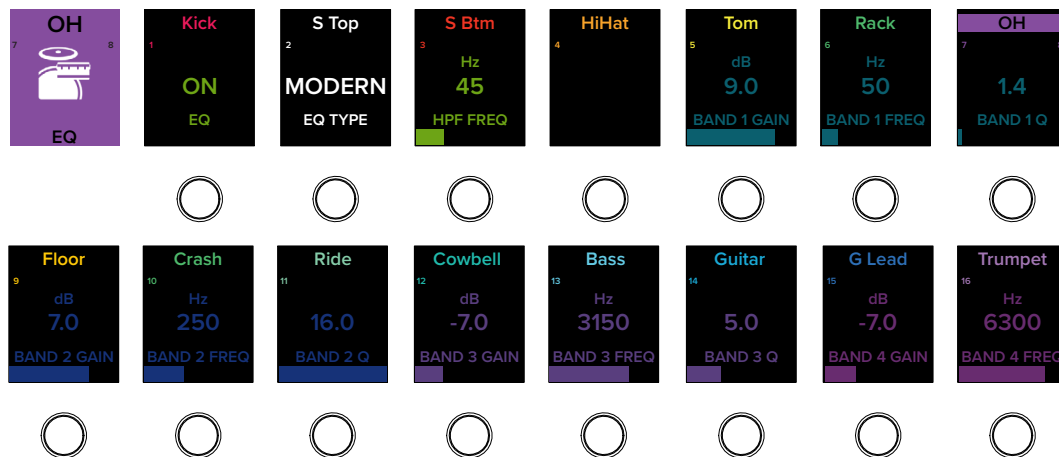 OH
7 8
EQ
Kick
1
ON
EQ
S Top
2
MODERN
EQ TYPE
S Btm
3
Hz
45
HPF FREQ
HiHat
4
Tom
5
dB
9.0
BAND 1 GAIN
Rack
6
Hz
50
BAND 1 FREQ
OH
7
1.4
BAND 1 Q
Floor
9
dB
7.0
BAND 2 GAIN
Crash
10
Hz
250
BAND 2 FREQ
Ride
11
16.0
BAND 2 Q
Cowbell
12
dB
-7.0
BAND 3 GAIN
Bass
13
Hz
3150
BAND 3 FREQ
Guitar
14
5.0
BAND 3 Q
G Lead
15
dB
-7.0
BAND 4 GAIN
Trumpet
16
Hz
6300
BAND 4 FREQ